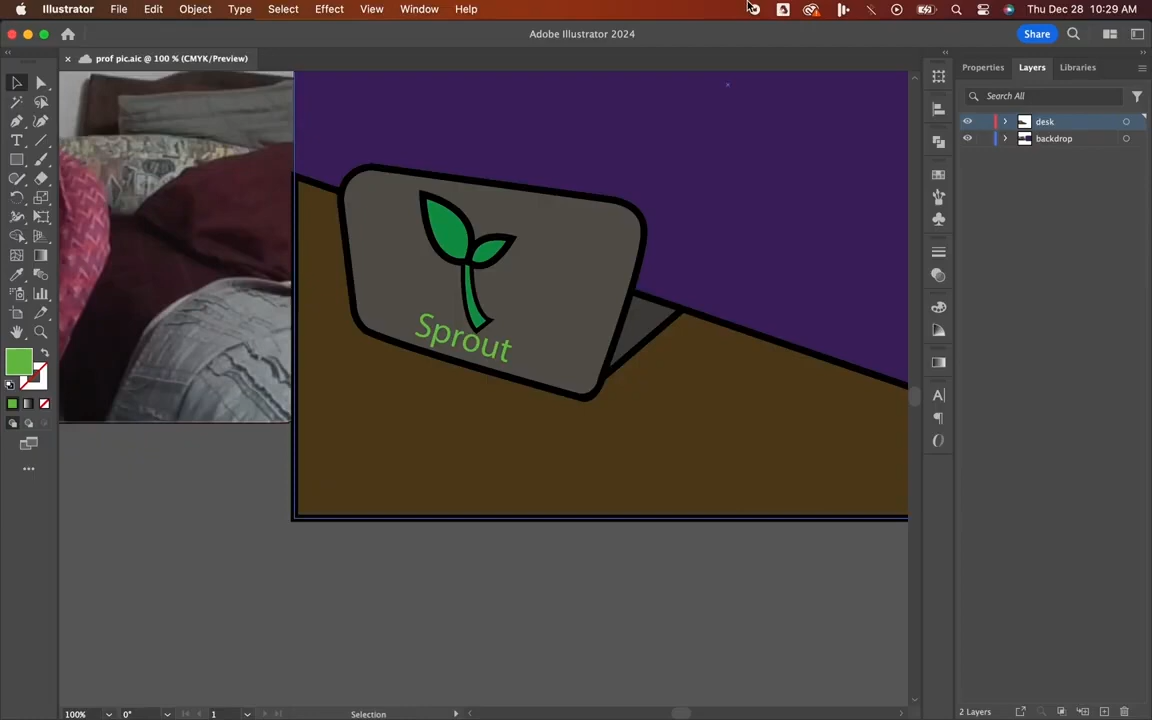 Illustrator File Edit Object Type Select Effect View Window Help Thu Dec 28 10:29 AM
Adobe Illustrator 2024 Share
× prof pic.aic @ 100 % (CMYK/Preview)
Properties Layers Libraries
Search All
desk
backdrop
Sprout
100% 0° 1 Selection
2 Layers